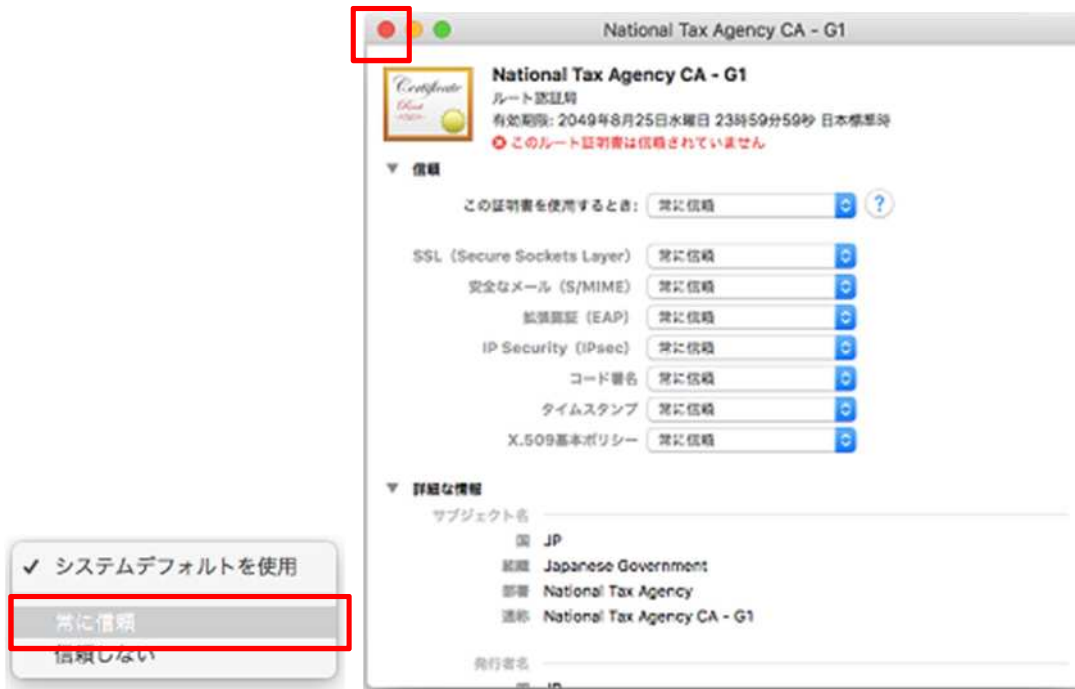 National Tax Agency CA - G1
Certificate
Root
National Tax Agency CA - G1
ルート認証局
有効期限: 2049年8月25日水曜日 23時59分59秒 日本標準時
このルート証明書は信頼されていません
信頼
この証明書を使用するとき: 常に信頼 ?
SSL（Secure Sockets Layer） 常に信頼
安全なメール（S/MIME） 常に信頼
拡張認証（EAP） 常に信頼
IP Security（IPsec） 常に信頼
コード署名 常に信頼
タイムスタンプ 常に信頼
X.509基本ポリシー 常に信頼
詳細な情報
サブジェクト名
国 JP
組織 Japanese Government
部署 National Tax Agency
通称 National Tax Agency CA - G1
発行者名
国 JP
✓ システムデフォルトを使用
常に信頼
信頼しない